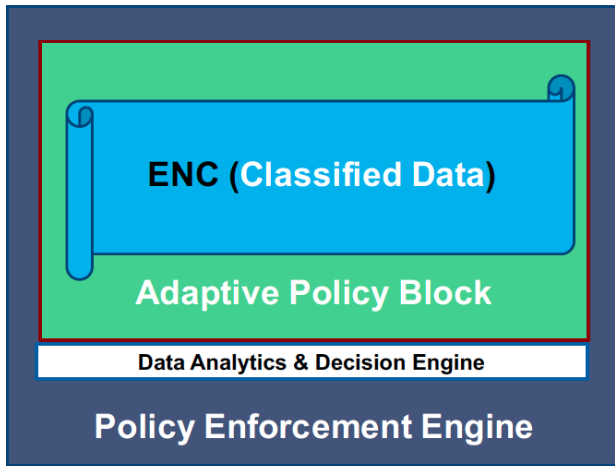 ENC (Classified Data)
Adaptive Policy Block
Data Analytics & Decision Engine
Policy Enforcement Engine